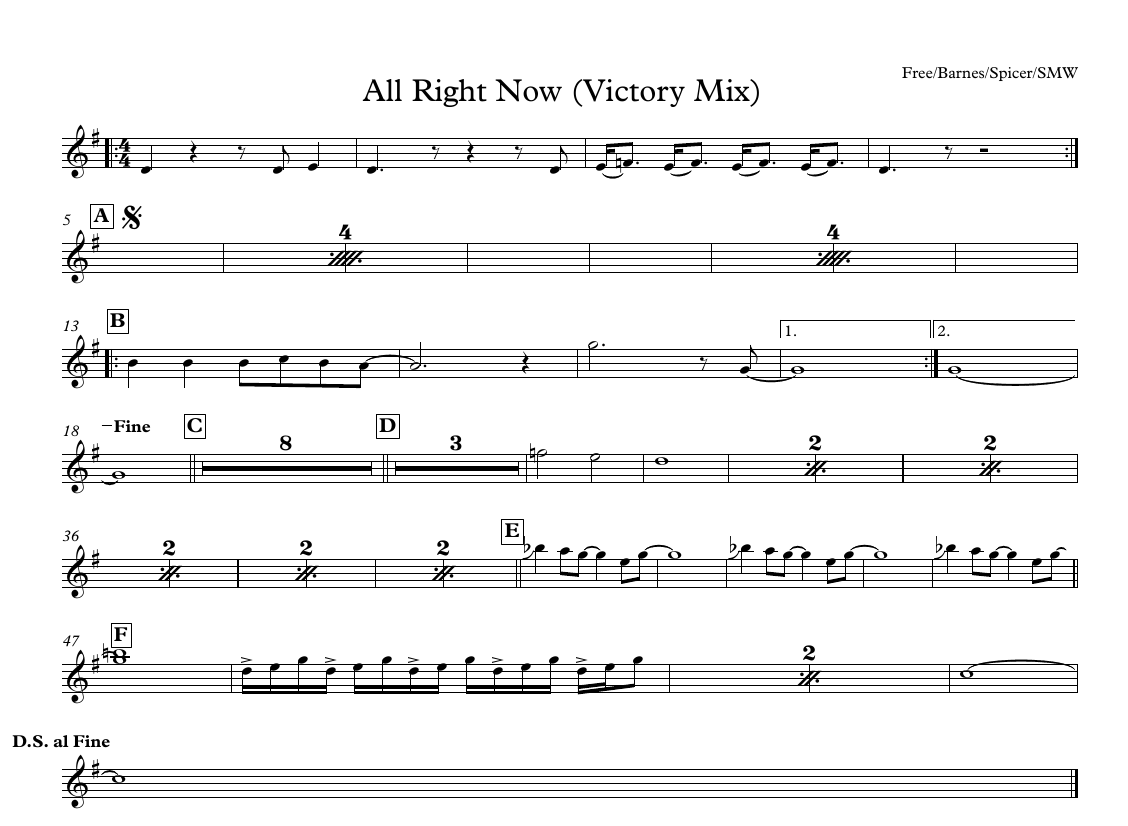 Free/Barnes/Spicer/SMW
All Right Now (Victory Mix)
4
4
5 A
4 4
13 B
1. 2.
18 –Fine C D
8 3 2 2
36 E
2 2 2
47 F
2
D.S. al Fine